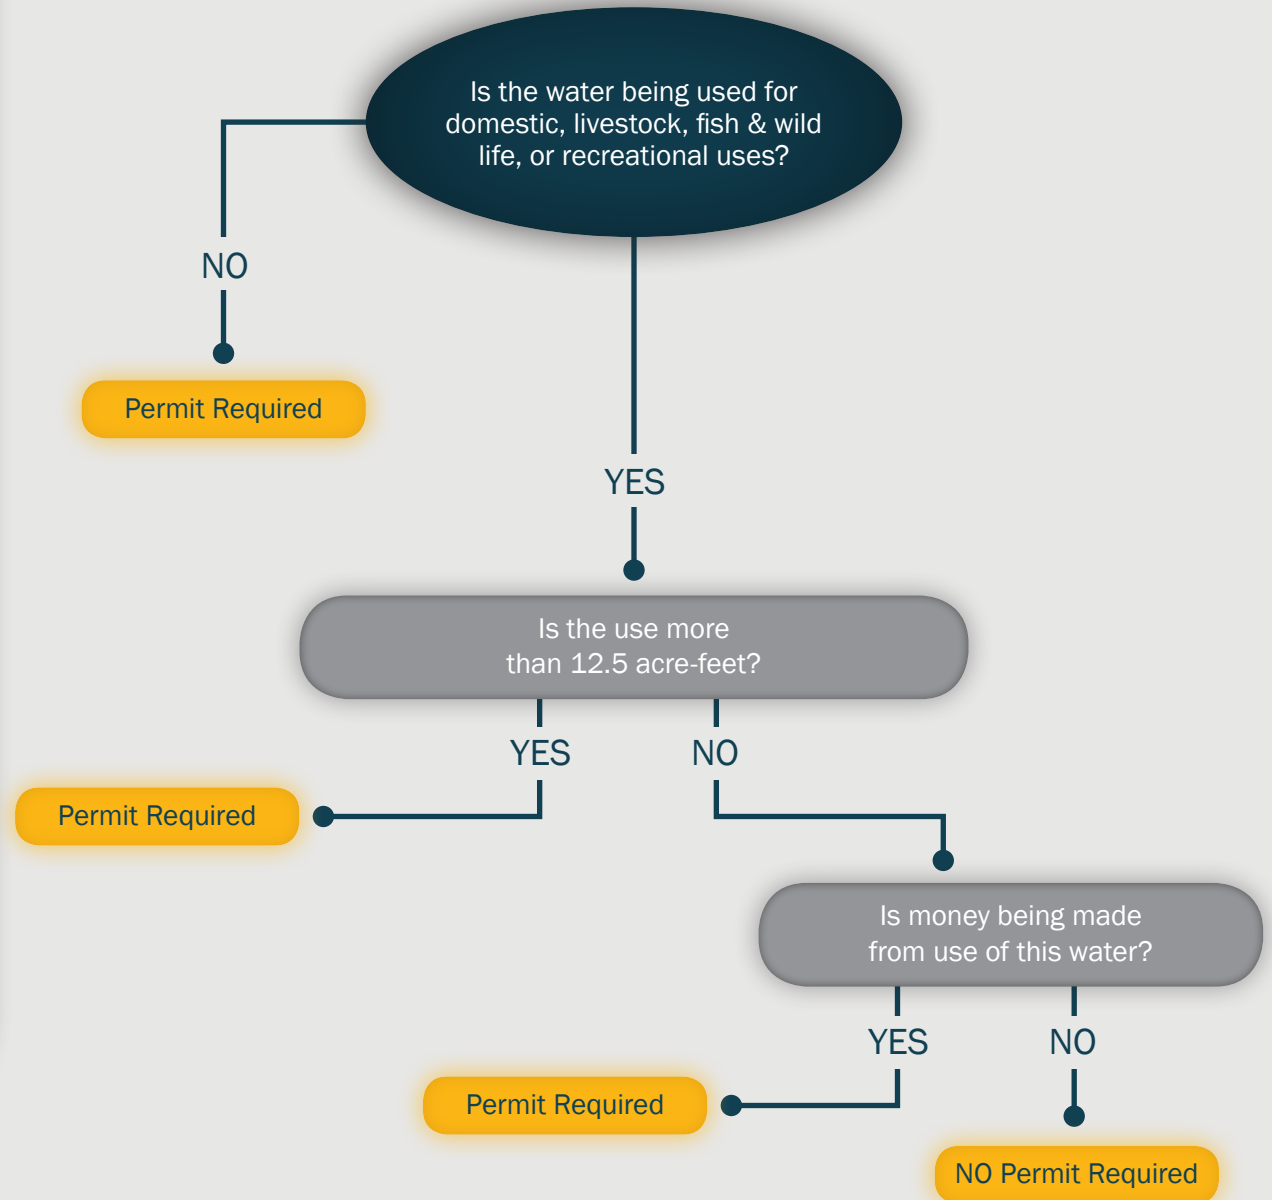 Is the water being used for
domestic, livestock, fish & wild
life, or recreational uses?
NO
Permit Required
YES
Is the use more
than 12.5 acre-feet?
YES
NO
Permit Required
Is money being made
from use of this water?
YES
NO
Permit Required
NO Permit Required